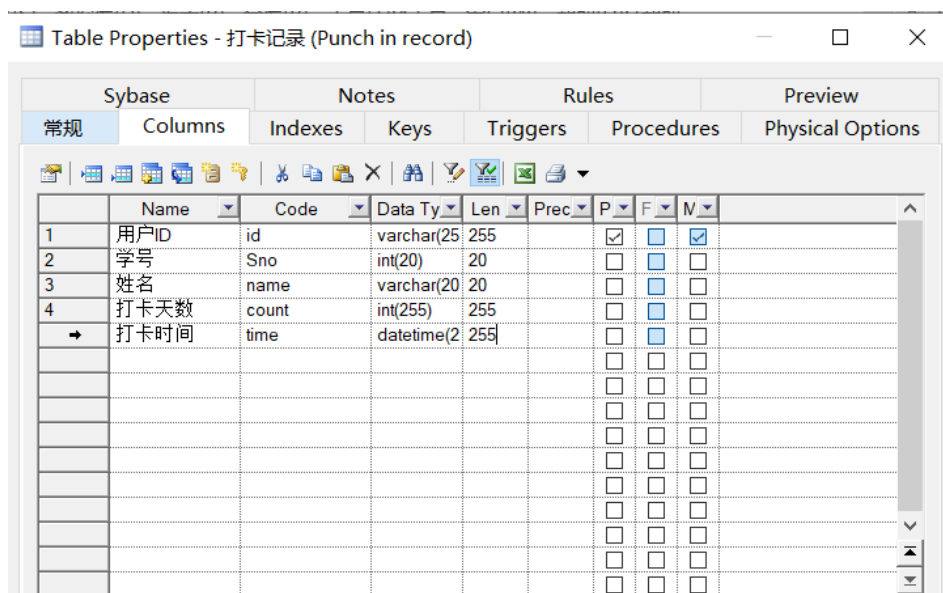 Table Properties - 打卡记录 (Punch in record)
Sybase Notes Rules Preview
常规 Columns Indexes Keys Triggers Procedures Physical Options
Name Code Data Ty Len Prec P F M
1 用户ID id varchar(25 255
2 学号 Sno int(20) 20
3 姓名 name varchar(20 20
4 打卡天数 count int(255) 255
打卡时间 time datetime(2 255